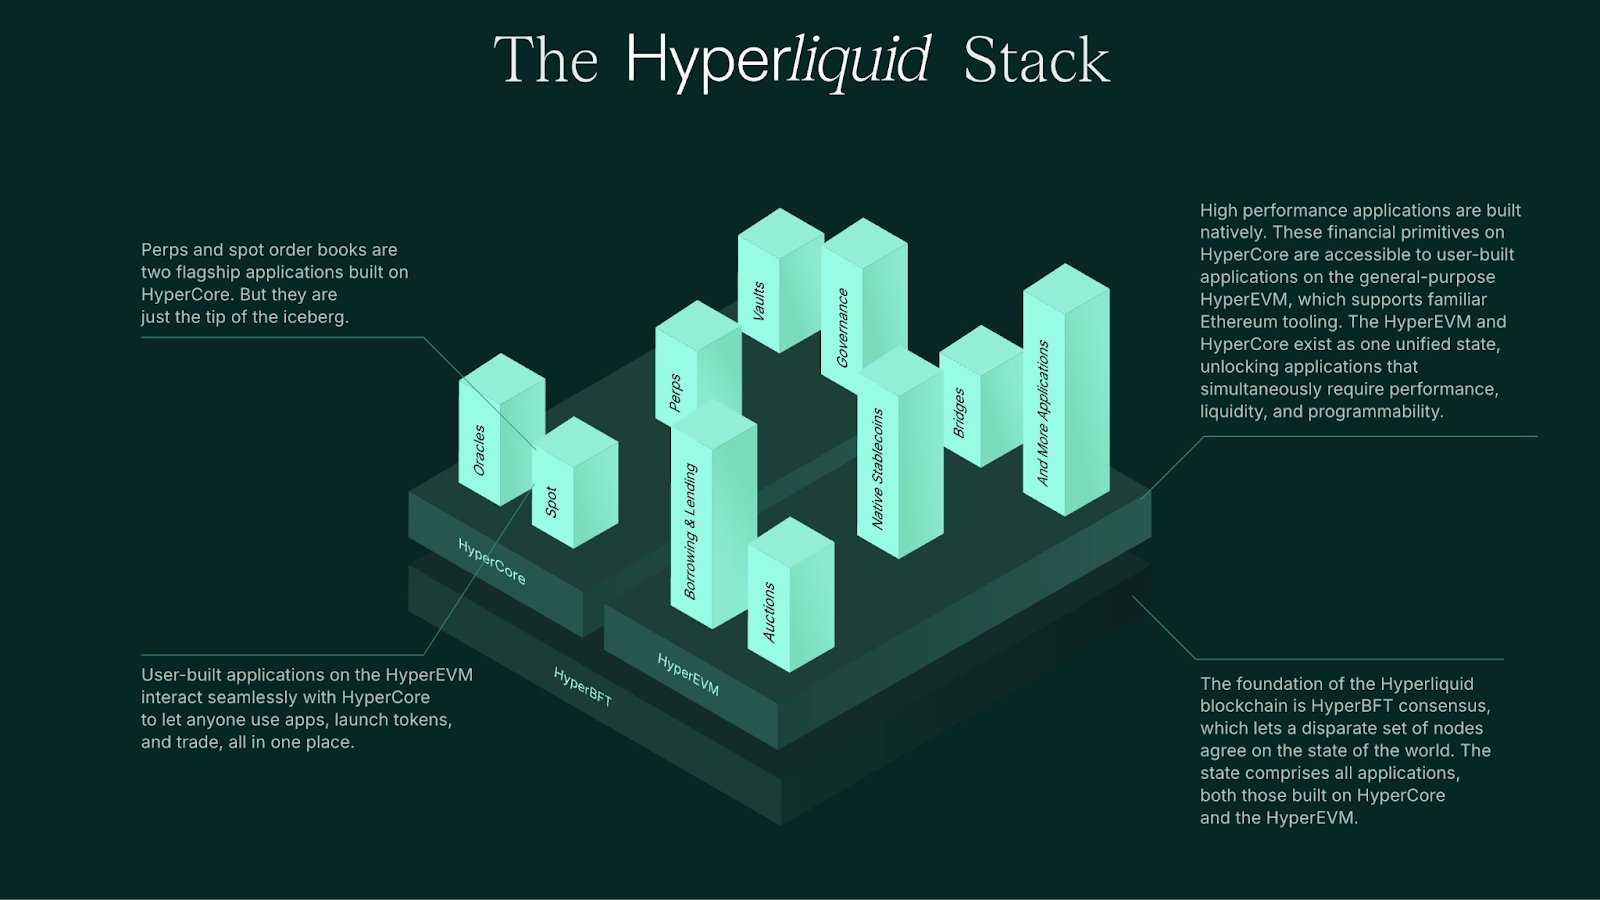 The Hyperliquid Stack
Perps and spot order books are
two flagship applications built on
HyperCore. But they are
just the tip of the iceberg.
High performance applications are built
natively. These financial primitives on
HyperCore are accessible to user-built
applications on the general-purpose
HyperEVM, which supports familiar
Ethereum tooling. The HyperEVM and
HyperCore exist as one unified state,
unlocking applications that
simultaneously require performance,
liquidity, and programmability.
Vaults
Governance
Perps
Oracles
Spot
Bridges
And More Applications
Native Stablecoins
Borrowing & Lending
Auctions
HyperCore
HyperEVM
HyperBFT
User-built applications on the HyperEVM
interact seamlessly with HyperCore
to let anyone use apps, launch tokens,
and trade, all in one place.
The foundation of the Hyperliquid
blockchain is HyperBFT consensus,
which lets a disparate set of nodes
agree on the state of the world. The
state comprises all applications,
both those built on HyperCore
and the HyperEVM.